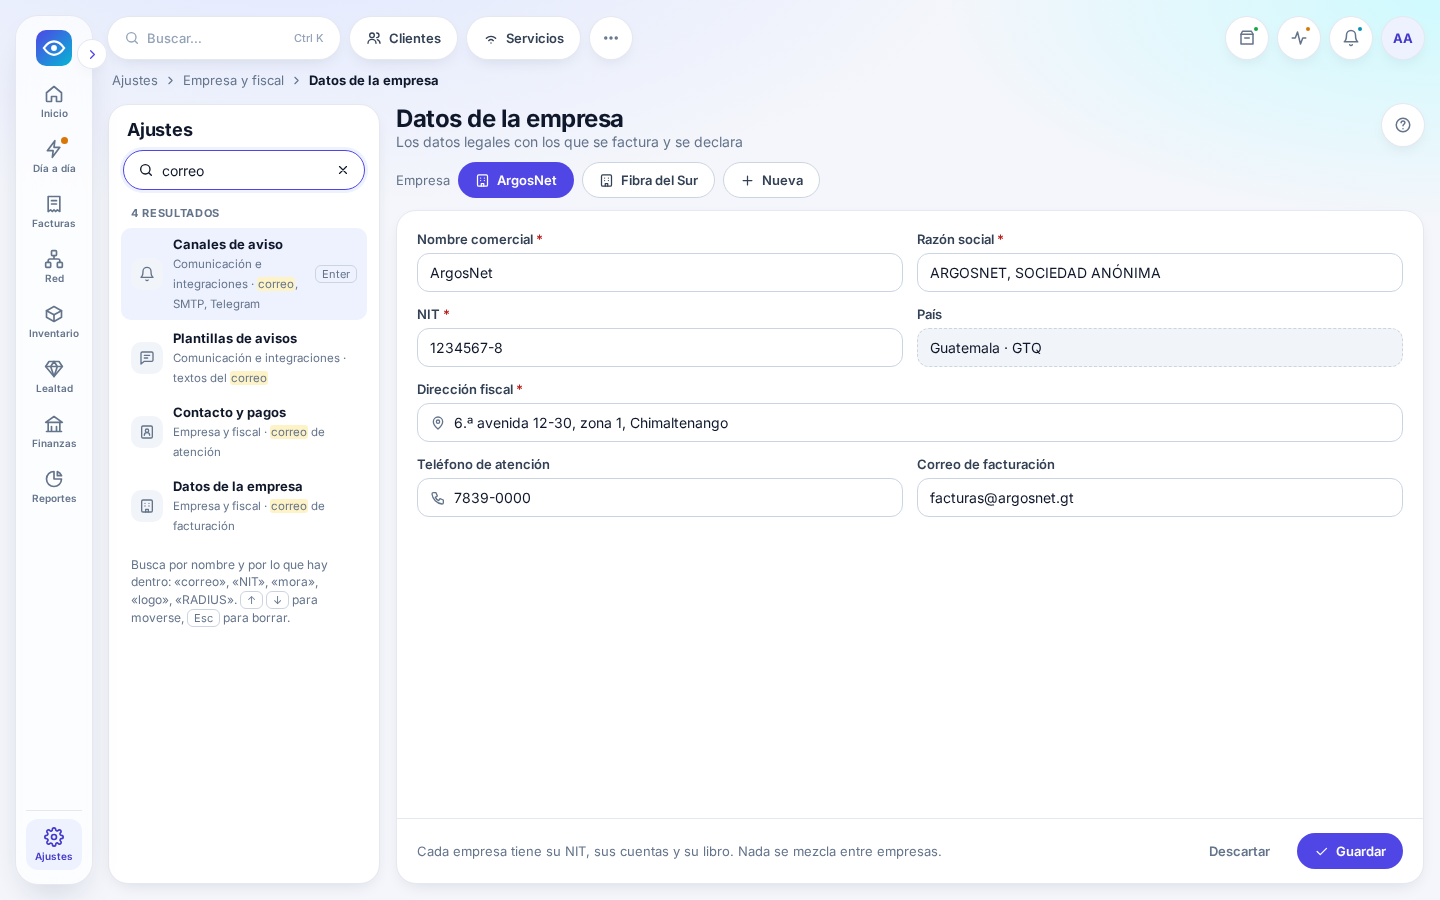 Buscar...
Ctrl K
Clientes
Servicios
AA
Ajustes > Empresa y fiscal > Datos de la empresa
Inicio
Día a día
Facturas
Red
Inventario
Lealtad
Finanzas
Reportes
Ajustes
Ajustes
correo
4 RESULTADOS
Canales de aviso
Comunicación e
integraciones · correo,
SMTP, Telegram
Enter
Plantillas de avisos
Comunicación e integraciones ·
textos del correo
Contacto y pagos
Empresa y fiscal · correo de
atención
Datos de la empresa
Empresa y fiscal · correo de
facturación
Busca por nombre y por lo que hay
dentro: «correo», «NIT», «mora»,
«logo», «RADIUS». ↑ ↓ para
moverse, Esc para borrar.
Datos de la empresa
Los datos legales con los que se factura y se declara
Empresa
ArgosNet
Fibra del Sur
Nueva
Nombre comercial *
ArgosNet
Razón social *
ARGOSNET, SOCIEDAD ANÓNIMA
NIT *
1234567-8
País
Guatemala · GTQ
Dirección fiscal *
6.ª avenida 12-30, zona 1, Chimaltenango
Teléfono de atención
7839-0000
Correo de facturación
facturas@argosnet.gt
Cada empresa tiene su NIT, sus cuentas y su libro. Nada se mezcla entre empresas.
Descartar
Guardar